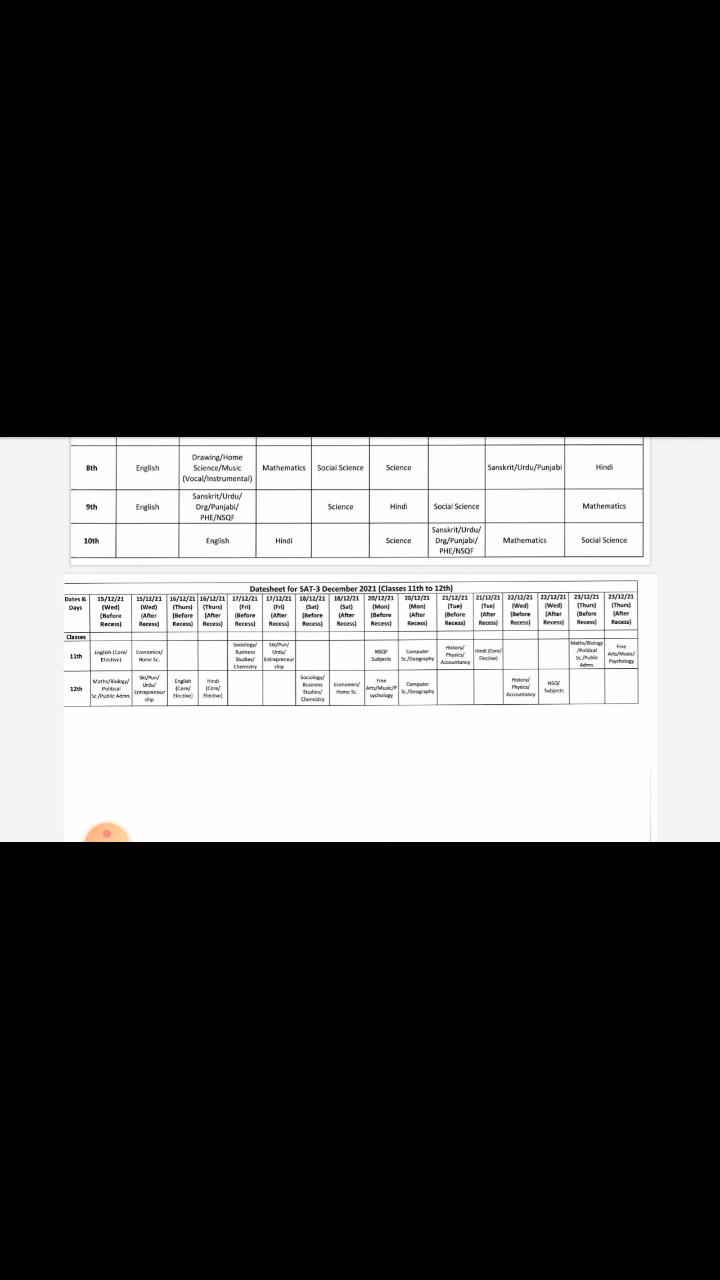 8th English Drawing/Home Science/Music (Vocal/Instrumental) Mathematics Social Science Science Sanskrit/Urdu/Punjabi Hindi
9th English Sanskrit/Urdu/ Drg/Punjabi/ PHE/NSQF Science Hindi Social Science Mathematics
10th English Hindi Science Sanskrit/Urdu/ Drg/Punjabi/ PHE/NSQF Mathematics Social Science
Datesheet for SAT-3 December 2021 (Classes 11th to 12th)
Dates & Days 15/12/21 (Wed) (Before Recess) 15/12/21 (Wed) (After Recess) 16/12/21 (Thurs) (Before Recess) 16/12/21 (Thurs) (After Recess) 17/12/21 (Fri) (Before Recess) 17/12/21 (Fri) (After Recess) 18/12/21 (Sat) (Before Recess) 18/12/21 (Sat) (After Recess) 20/12/21 (Mon) (Before Recess) 20/12/21 (Mon) (After Recess) 21/12/21 (Tue) (Before Recess) 21/12/21 (Tue) (After Recess) 22/12/21 (Wed) (Before Recess) 22/12/21 (Wed) (After Recess) 23/12/21 (Thurs) (Before Recess) 23/12/21 (Thurs) (After Recess)
Classes
11th English (Core/ Elective) Economics/ Home Sc. Sociology/ Business Studies/ Chemistry Skt/Pun/ Urdu/ Entrepreneur ship NSQF Subjects Computer Sc./Geography History/ Physics/ Accountancy Hindi (Core/ Elective) Maths/Biology /Political Sc./Public Admn. Fine Arts/Music/ Psychology
12th Maths/Biology/ Political Sc./Public Admn. Skt/Pun/ Urdu/ Entrepreneur ship English (Core/ Elective) Hindi (Core/ Elective) Sociology/ Business Studies/ Chemistry Economics/ Home Sc. Fine Arts/Music/P sychology Computer Sc./Geography History/ Physics/ Accountancy NSQF Subjects